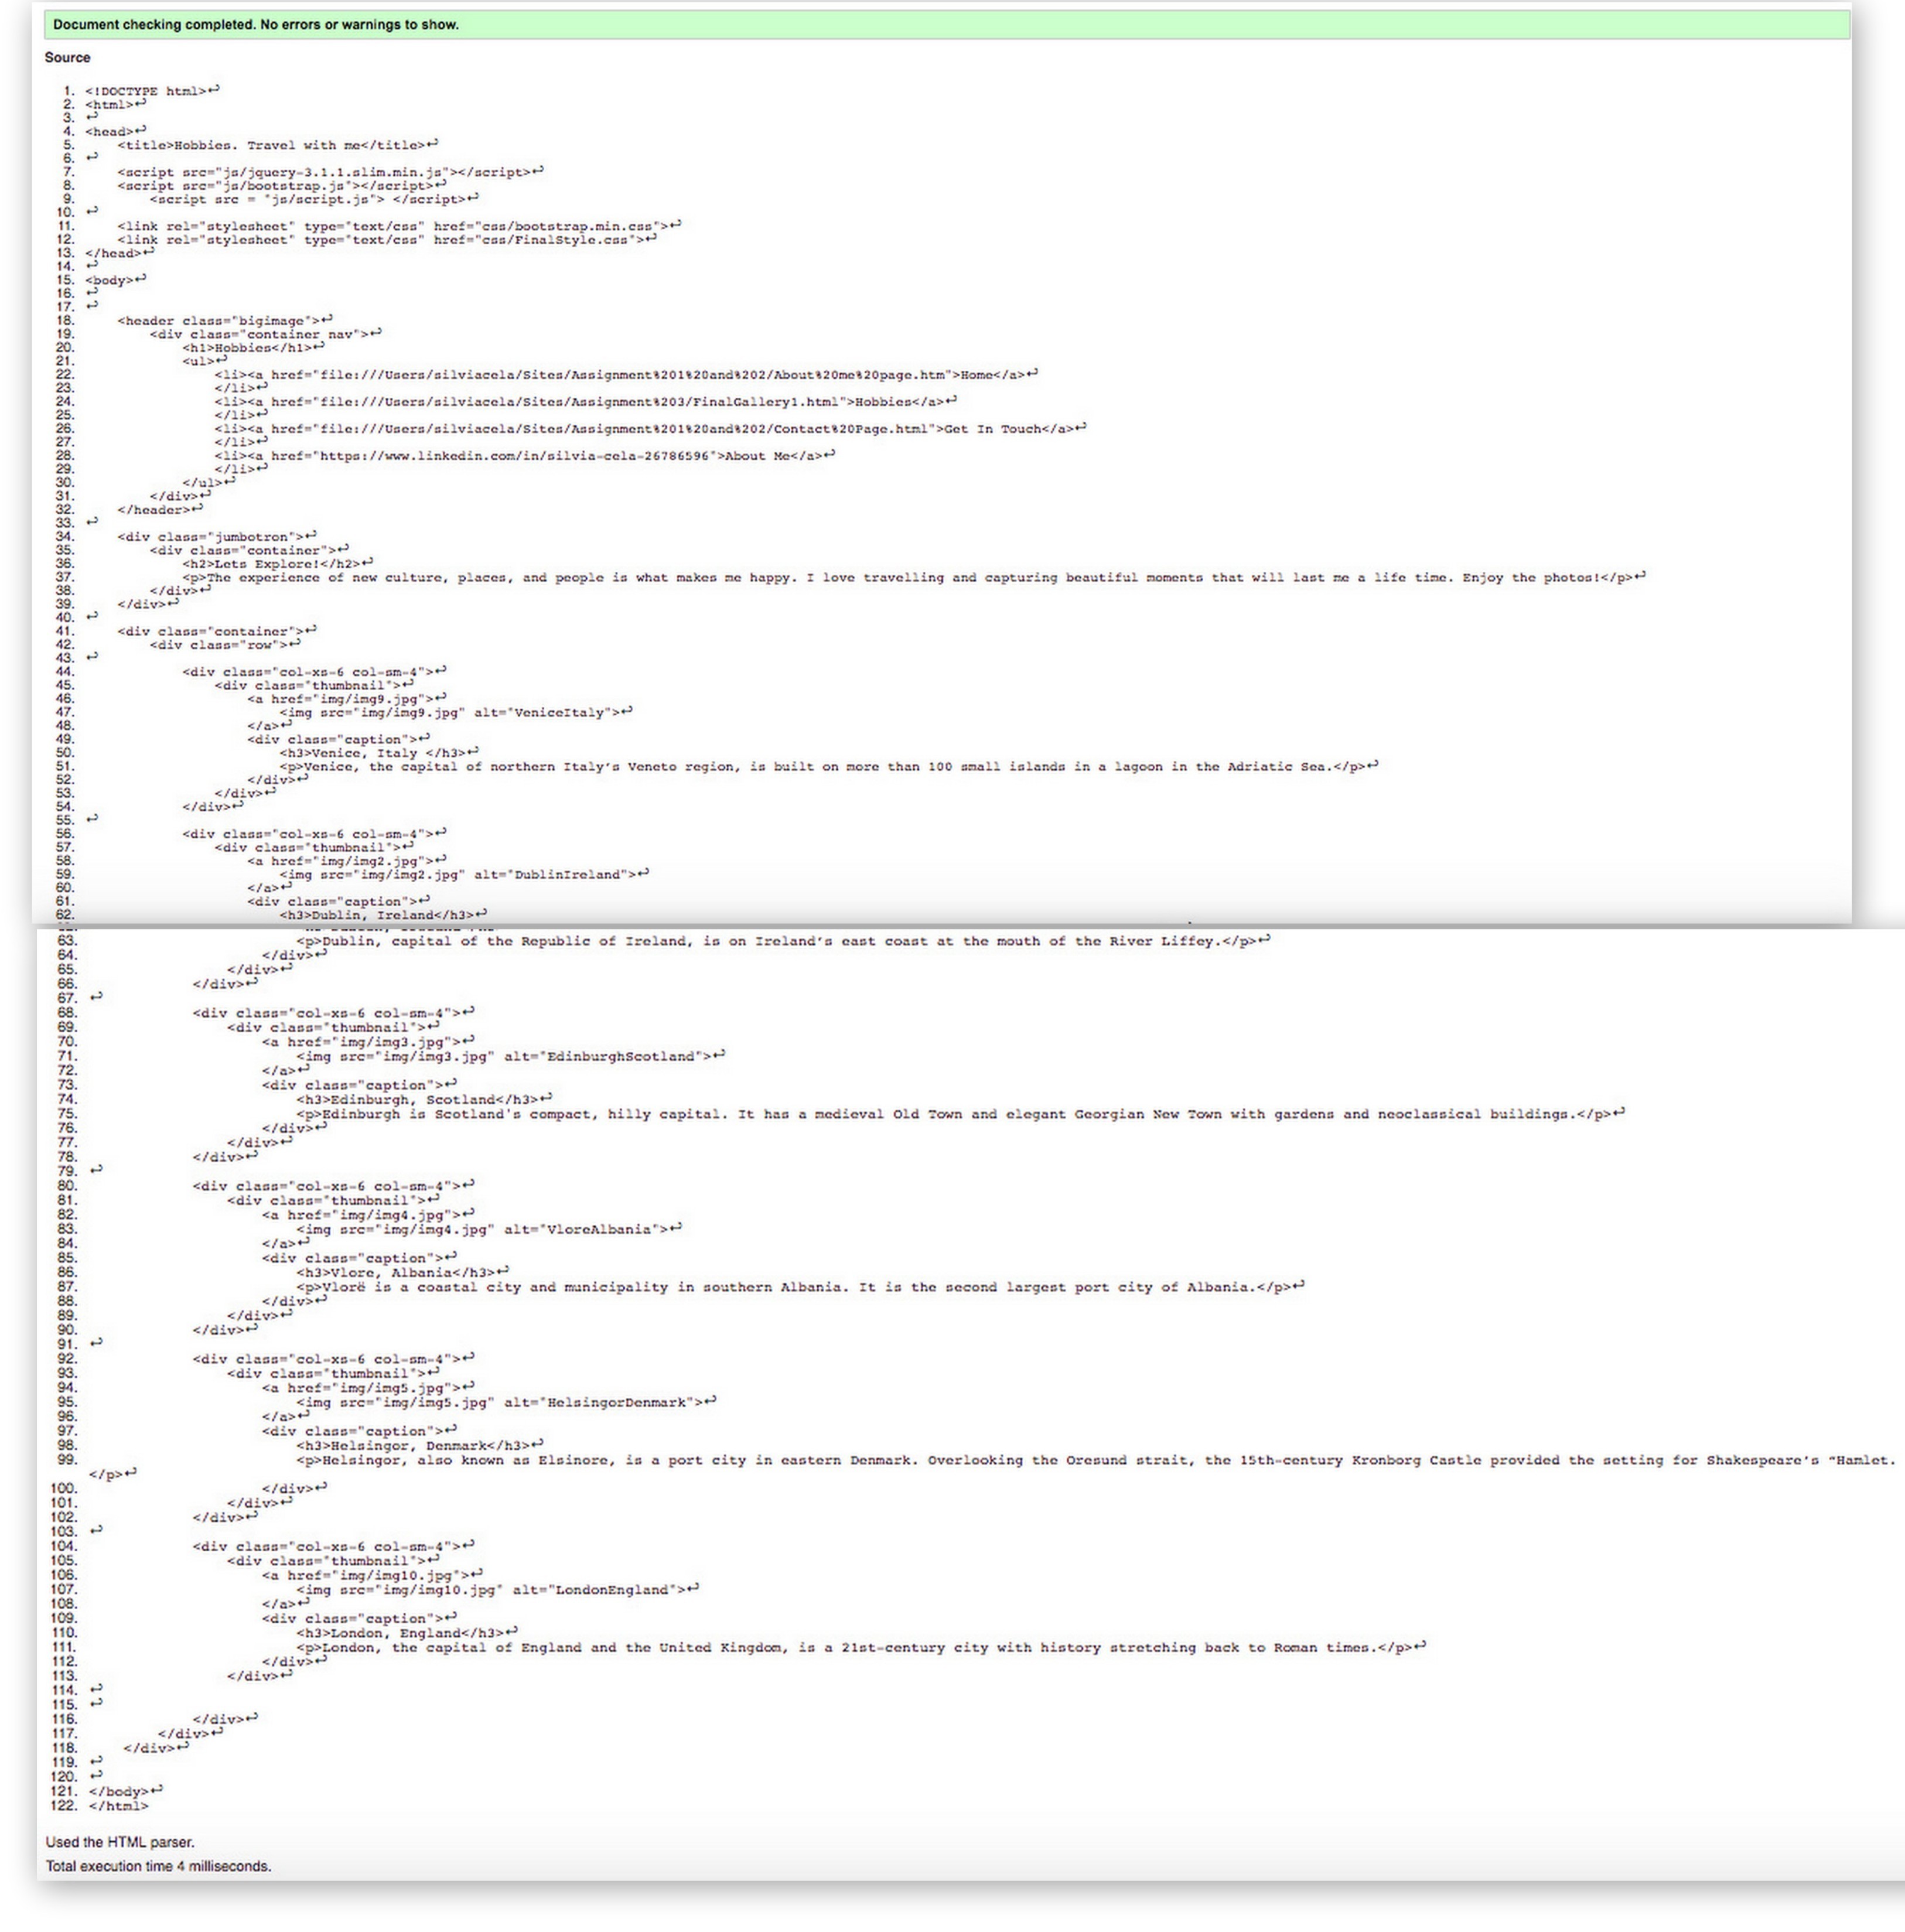 Document checking completed. No errors or warnings to show.
Source
1. <!DOCTYPE html>↩
2. <html>↩
3. ↩
4. <head>↩
5.     <title>Hobbies. Travel with me</title>↩
6. ↩
7.     <script src="js/jquery-3.1.1.slim.min.js"></script>↩
8.     <script src="js/bootstrap.js"></script>↩
9.         <script src = "js/script.js"> </script>↩
10. ↩
11.     <link rel="stylesheet" type="text/css" href="css/bootstrap.min.css">↩
12.     <link rel="stylesheet" type="text/css" href="css/FinalStyle.css">↩
13. </head>↩
14. ↩
15. <body>↩
16. ↩
17. ↩
18.     <header class="bigimage">↩
19.         <div class="container nav">↩
20.             <h1>Hobbies</h1>↩
21.             <ul>↩
22.                 <li><a href="file:///Users/silviacela/Sites/Assignment%201%20and%202/About%20me%20page.htm">Home</a>↩
23.                 </li>↩
24.                 <li><a href="file:///Users/silviacela/Sites/Assignment%203/FinalGallery1.html">Hobbies</a>↩
25.                 </li>↩
26.                 <li><a href="file:///Users/silviacela/Sites/Assignment%201%20and%202/Contact%20Page.html">Get In Touch</a>↩
27.                 </li>↩
28.                 <li><a href="https://www.linkedin.com/in/silvia-cela-26786596">About Me</a>↩
29.                 </li>↩
30.             </ul>↩
31.         </div>↩
32.     </header>↩
33. ↩
34.     <div class="jumbotron">↩
35.         <div class="container">↩
36.             <h2>Lets Explore!</h2>↩
37.             <p>The experience of new culture, places, and people is what makes me happy. I love travelling and capturing beautiful moments that will last me a life time. Enjoy the photos!</p>↩
38.         </div>↩
39.     </div>↩
40. ↩
41.     <div class="container">↩
42.         <div class="row">↩
43. ↩
44.             <div class="col-xs-6 col-sm-4">↩
45.                 <div class="thumbnail">↩
46.                     <a href="img/img9.jpg">↩
47.                         <img src="img/img9.jpg" alt="VeniceItaly">↩
48.                     </a>↩
49.                     <div class="caption">↩
50.                         <h3>Venice, Italy </h3>↩
51.                         <p>Venice, the capital of northern Italy’s Veneto region, is built on more than 100 small islands in a lagoon in the Adriatic Sea.</p>↩
52.                     </div>↩
53.                 </div>↩
54.             </div>↩
55. ↩
56.             <div class="col-xs-6 col-sm-4">↩
57.                 <div class="thumbnail">↩
58.                     <a href="img/img2.jpg">↩
59.                         <img src="img/img2.jpg" alt="DublinIreland">↩
60.                     </a>↩
61.                     <div class="caption">↩
62.                         <h3>Dublin, Ireland</h3>↩
63.                         <p>Dublin, capital of the Republic of Ireland, is on Ireland’s east coast at the mouth of the River Liffey.</p>↩
64.                     </div>↩
65.                 </div>↩
66.             </div>↩
67. ↩
68.             <div class="col-xs-6 col-sm-4">↩
69.                 <div class="thumbnail">↩
70.                     <a href="img/img3.jpg">↩
71.                         <img src="img/img3.jpg" alt="EdinburghScotland">↩
72.                     </a>↩
73.                     <div class="caption">↩
74.                         <h3>Edinburgh, Scotland</h3>↩
75.                         <p>Edinburgh is Scotland's compact, hilly capital. It has a medieval Old Town and elegant Georgian New Town with gardens and neoclassical buildings.</p>↩
76.                     </div>↩
77.                 </div>↩
78.             </div>↩
79. ↩
80.             <div class="col-xs-6 col-sm-4">↩
81.                 <div class="thumbnail">↩
82.                     <a href="img/img4.jpg">↩
83.                         <img src="img/img4.jpg" alt="VloreAlbania">↩
84.                     </a>↩
85.                     <div class="caption">↩
86.                         <h3>Vlore, Albania</h3>↩
87.                         <p>Vlorë is a coastal city and municipality in southern Albania. It is the second largest port city of Albania.</p>↩
88.                     </div>↩
89.                 </div>↩
90.             </div>↩
91. ↩
92.             <div class="col-xs-6 col-sm-4">↩
93.                 <div class="thumbnail">↩
94.                     <a href="img/img5.jpg">↩
95.                         <img src="img/img5.jpg" alt="HelsingorDenmark">↩
96.                     </a>↩
97.                     <div class="caption">↩
98.                         <h3>Helsingor, Denmark</h3>↩
99.                         <p>Helsingor, also known as Elsinore, is a port city in eastern Denmark. Overlooking the Oresund strait, the 15th-century Kronborg Castle provided the setting for Shakespeare’s “Hamlet.
</p>↩
100.                     </div>↩
101.                 </div>↩
102.             </div>↩
103. ↩
104.             <div class="col-xs-6 col-sm-4">↩
105.                 <div class="thumbnail">↩
106.                     <a href="img/img10.jpg">↩
107.                         <img src="img/img10.jpg" alt="LondonEngland">↩
108.                     </a>↩
109.                     <div class="caption">↩
110.                         <h3>London, England</h3>↩
111.                         <p>London, the capital of England and the United Kingdom, is a 21st-century city with history stretching back to Roman times.</p>↩
112.                     </div>↩
113.                 </div>↩
114. ↩
115. ↩
116.             </div>↩
117.         </div>↩
118.     </div>↩
119. ↩
120. ↩
121. </body>↩
122. </html>
Used the HTML parser.
Total execution time 4 milliseconds.